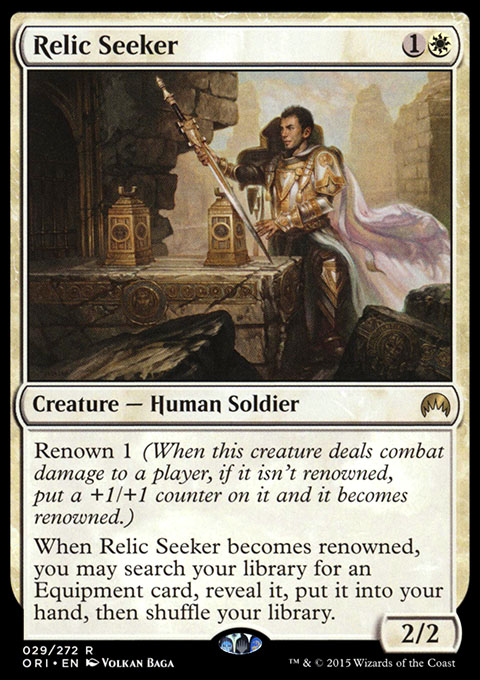 Relic Seeker 1
Creature — Human Soldier
Renown 1 (When this creature deals combat
damage to a player, if it isn't renowned,
put a +1/+1 counter on it and it becomes
renowned.)
When Relic Seeker becomes renowned,
you may search your library for an
Equipment card, reveal it, put it into your
hand, then shuffle your library.
2/2
029/272 R
ORI • EN Volkan Baga
™ & © 2015 Wizards of the Coast